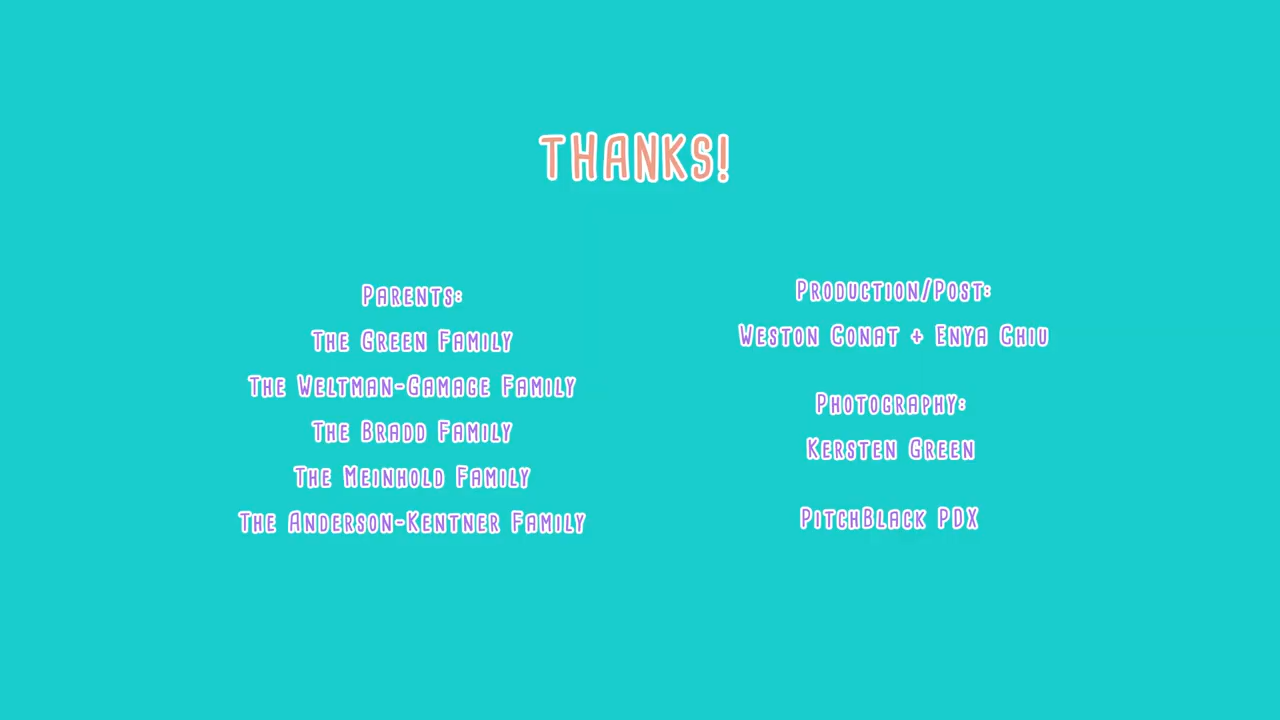 THANKS!
Parents:
The Green Family
The Weltman-Gamage Family
The Bradd Family
The Meinhold Family
The Anderson-Kentner Family
Production/Post:
Weston Conat + Enya Chiu
Photography:
Kersten Green
PitchBlack PDX